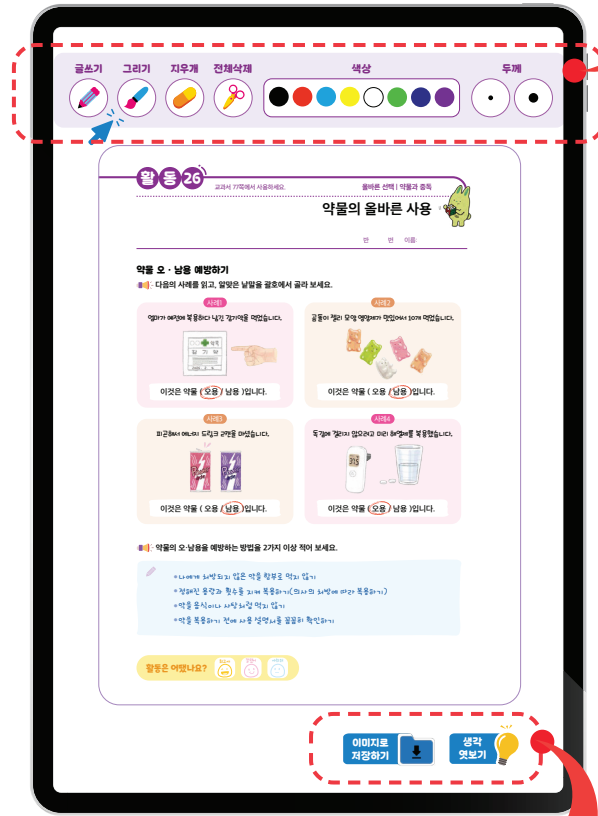 글쓰기 그리기 지우개 전체삭제 색상 두께
활동26
교과서 77쪽에서 사용하세요.
올바른 선택 | 약물과 중독
약물의 올바른 사용
반 번 이름:
약물 오·남용 예방하기
다음의 사례를 읽고, 알맞은 낱말을 괄호에서 골라 보세요.
사례1
엄마가 예전에 복용하다 남긴 감기약을 먹었습니다.
약국
감기약
이것은 약물 ( 오용 / 남용 )입니다.
사례2
곰돌이 젤리 모양 영양제가 맛있어서 10개 먹었습니다.
이것은 약물 ( 오용 / 남용 )입니다.
사례3
피곤해서 에너지 드링크 2캔을 마셨습니다.
이것은 약물 ( 오용 / 남용 )입니다.
사례4
독감에 걸리지 않으려고 미리 해열제를 복용했습니다.
37.5
이것은 약물 ( 오용 / 남용 )입니다.
약물의 오·남용을 예방하는 방법을 2가지 이상 적어 보세요.
나에게 처방되지 않은 약을 함부로 먹지 않기
정해진 용량과 횟수를 지켜 복용하기(의사의 처방에 따라 복용하기)
약을 음식이나 사탕처럼 먹지 않기
약을 복용하기 전에 사용 설명서를 꼼꼼히 확인하기
활동은 어땠나요?
이미지로
저장하기
생각
엿보기